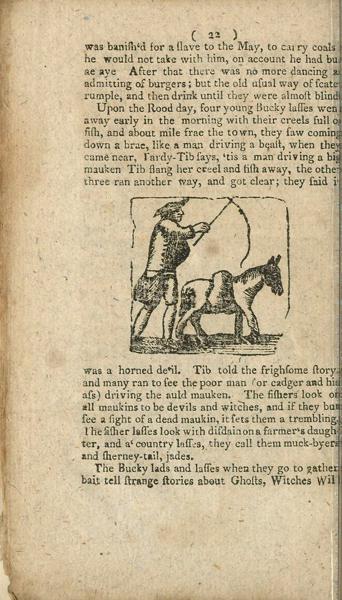 ( 22 )
was banish'd for a slave to the May, to carry coals
he would not take with him, on account he had bu
ae aye After that there was no more dancing a
admitting of burgers; but the old usual way of scate
rumple, and then drink until they were almost blind
Upon the Rood day, four young Bucky lasses wen
away early in the morning with their creels full o
fish, and about mile frae the town, they saw coming
down a brae, like a man driving a beast, when they
came near, Tardy-Tib says, 'tis a man driving a big
mauken Tib flang her creel and fish away, the othe
three ran another way, and got clear; they said i
was a horned de'il. Tib told the frighsome story
and many ran to see the poor man or cadger and his
ass) driving the auld mauken. The fishers look o
all maukins to be devils and witches, and if they but
see a sight of a dead maukin, it sets them a trembling,
The fisher lasses look with disdain on a farmer's daugh
ter, and a' country lasses, they call them muck-byers
and sherney-tail, jades.
The Bucky lads and lasses when they go to gather
bait tell strange stories about Ghosts, Witches Wil